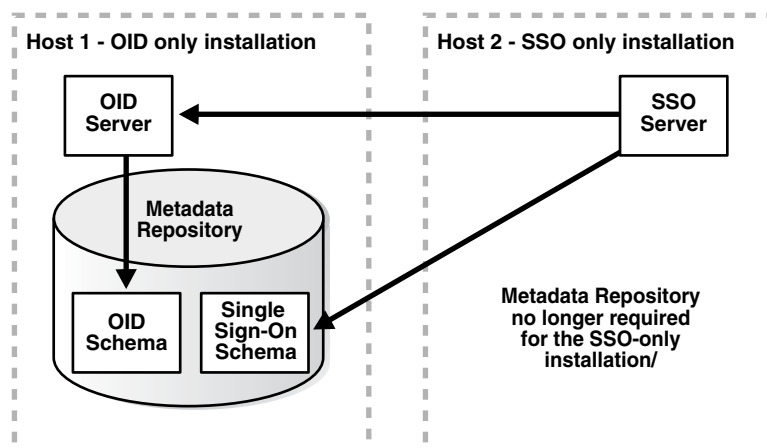 Host 1 - OID only installation
Host 2 - SSO only installation
OID
Server
SSO
Server
Metadata
Repository
OID
Schema
Single
Sign-On
Schema
Metadata Repository
no longer required
for the SSO-only
installation/